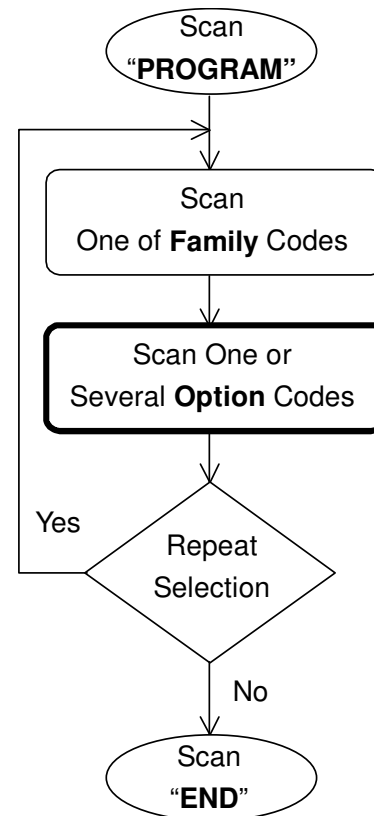 Scan
“PROGRAM”
Scan
One of Family Codes
Scan One or
Several Option Codes
Yes
Repeat
Selection
No
Scan
“END”